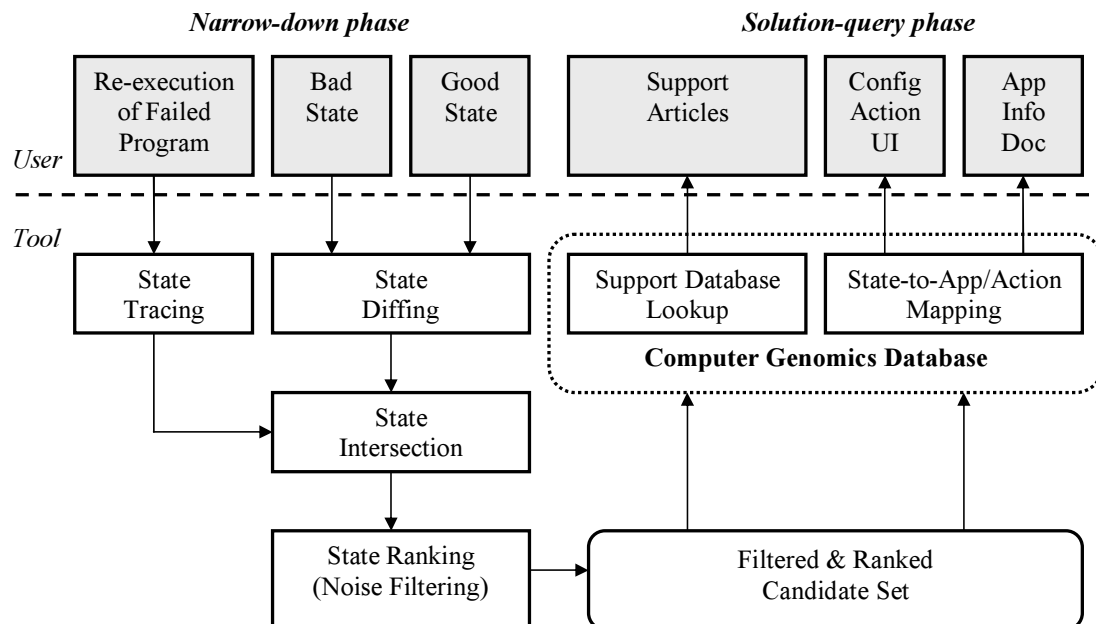 Narrow-down phase
Solution-query phase
Re-execution
of Failed
Program
Bad
State
Good
State
Support
Articles
Config
Action
UI
App
Info
Doc
User
Tool
State
Tracing
State
Diffing
Support Database
Lookup
State-to-App/Action
Mapping
Computer Genomics Database
State
Intersection
State Ranking
(Noise Filtering)
Filtered & Ranked
Candidate Set